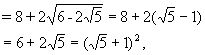 = 8 + 2√(6 - 2√5) = 8 + 2(√5 − 1)
= 6 + 2√5 = (√5 + 1)²,